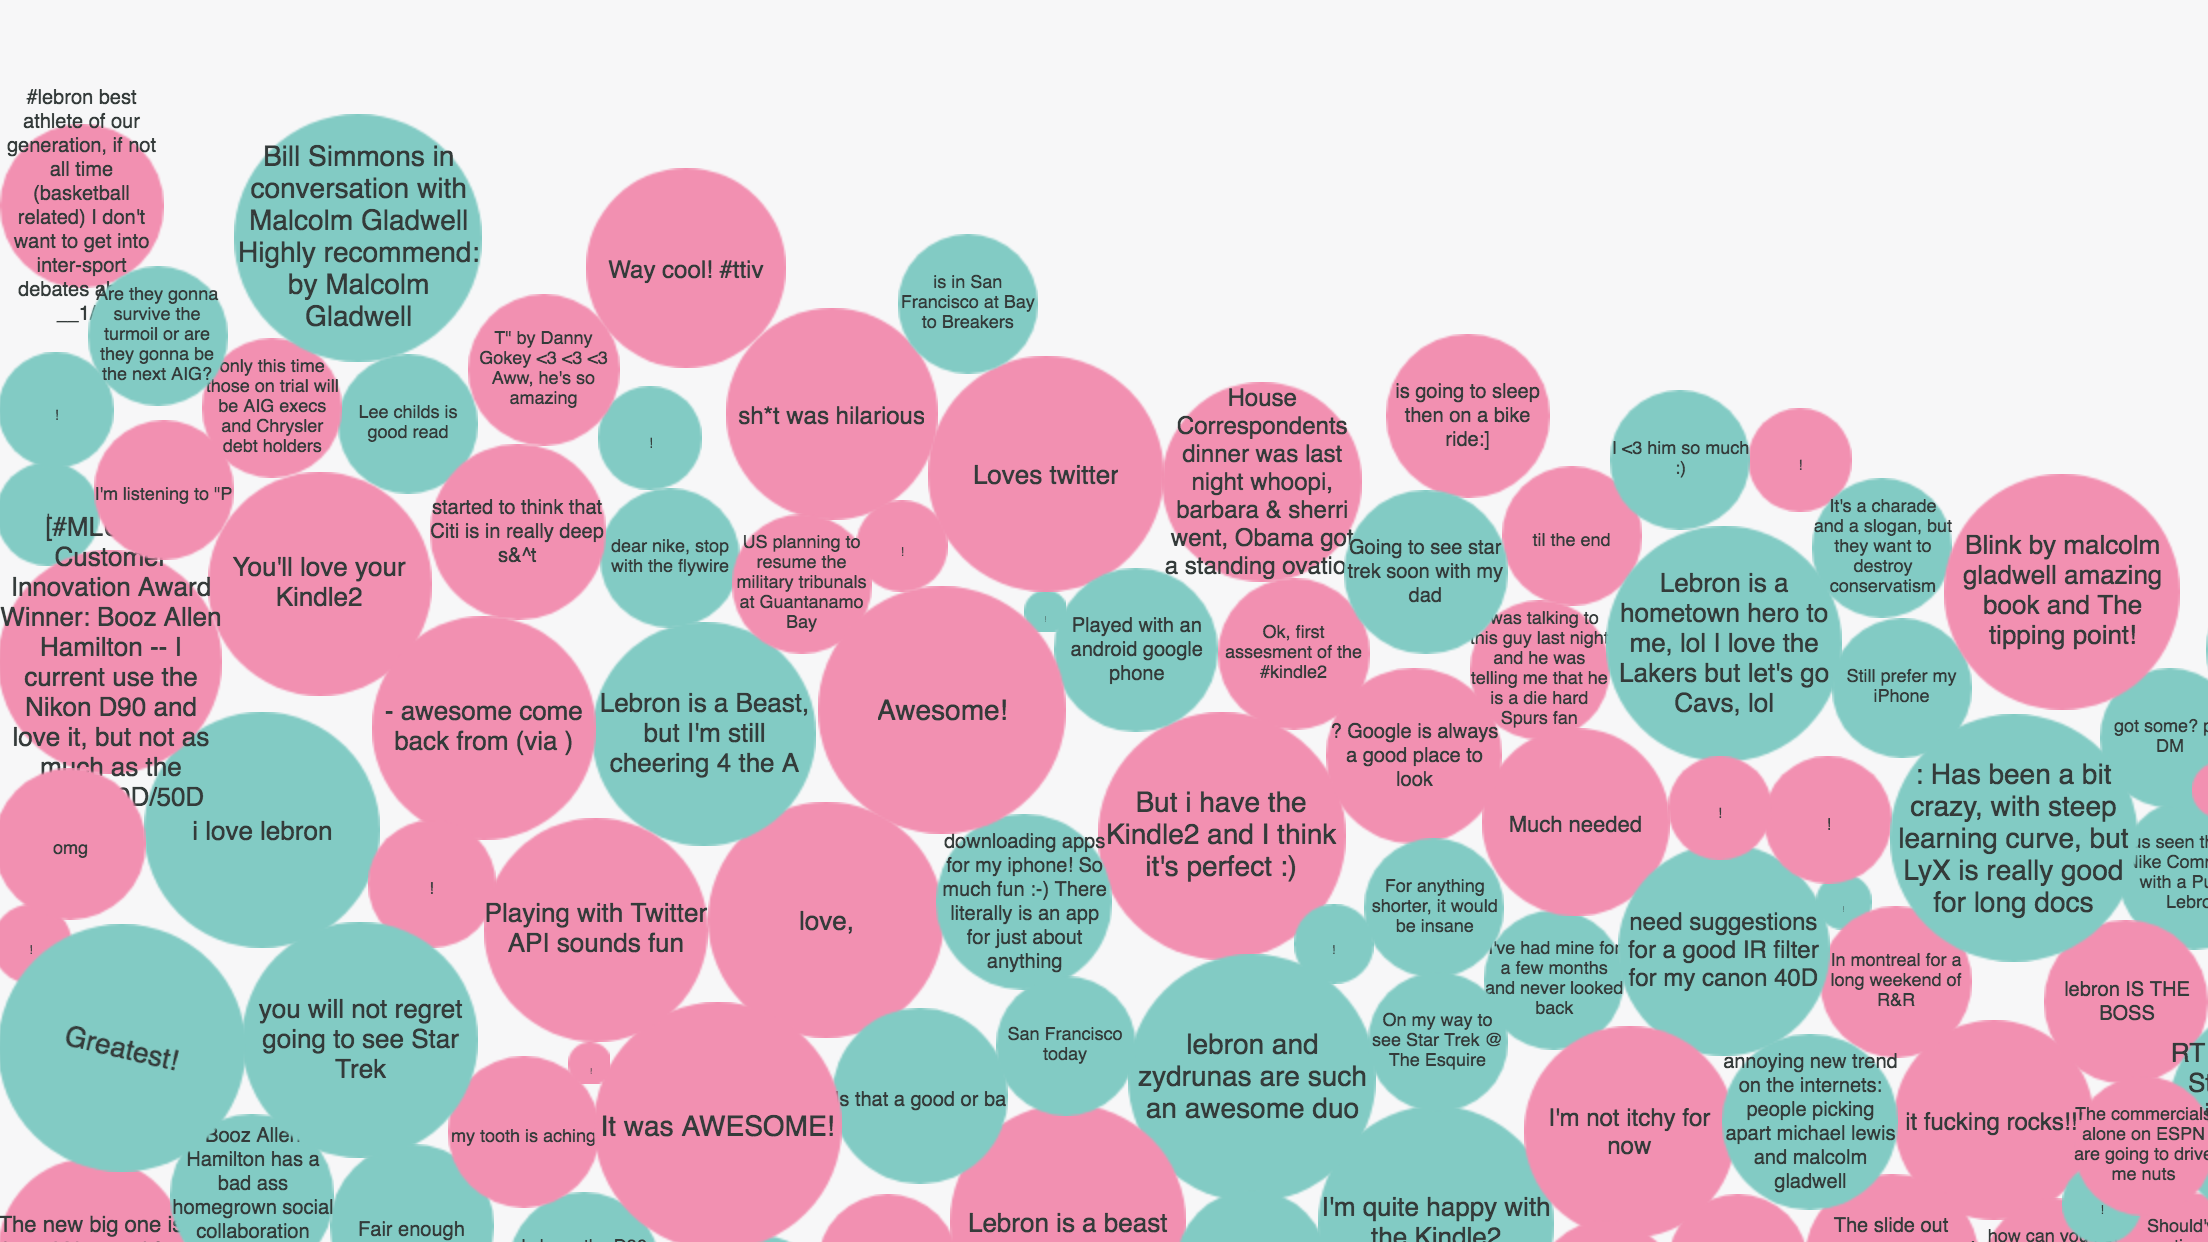 #lebron best
athlete of our
generation, if not
all time
(basketball
related) I don't
want to get into
inter-sport
debates
__1/
Bill Simmons in
conversation with
Malcolm Gladwell
Highly recommend:
by Malcolm
Gladwell
Way cool! #ttiv
is in San
Francisco at Bay
to Breakers
Are they gonna
survive the
turmoil or are
they gonna be
the next AIG?
T" by Danny
Gokey <3 <3 <3
Aww, he's so
amazing
only this time
those on trial will
be AIG execs
and Chrysler
debt holders
Lee childs is
good read
!
!
sh*t was hilarious
Loves twitter
House
Correspondents
dinner was last
night whoopi,
barbara & sherri
went, Obama got
a standing ovatio
is going to sleep
then on a bike
ride:]
I <3 him so much
:)
!
I'm listening to "P
[#ML
Customer
Innovation Award
Winner: Booz Allen
Hamilton -- I
current use the
Nikon D90 and
love it, but not as
much as the
D/50D
You'll love your
Kindle2
started to think that
Citi is in really deep
s&^t
dear nike, stop
with the flywire
US planning to
resume the
military tribunals
at Guantanamo
Bay
!
Going to see star
trek soon with my
dad
til the end
It's a charade
and a slogan, but
they want to
destroy
conservatism
Blink by malcolm
gladwell amazing
book and The
tipping point!
!
Played with an
android google
phone
Ok, first
assesment of the
#kindle2
was talking to
this guy last night
and he was
telling me that he
is a die hard
Spurs fan
Lebron is a
hometown hero to
me, lol I love the
Lakers but let's go
Cavs, lol
Still prefer my
iPhone
got some? p
DM
- awesome come
back from (via )
Lebron is a Beast,
but I'm still
cheering 4 the A
Awesome!
? Google is always
a good place to
look
But i have the
Kindle2 and I think
it's perfect :)
Much needed
!
!
: Has been a bit
crazy, with steep
learning curve, but
LyX is really good
for long docs
us seen th
like Com
with a Pu
Lebro
omg
i love lebron
!
Playing with Twitter
API sounds fun
love,
downloading apps
for my iphone! So
much fun :-) There
literally is an app
for just about
anything
For anything
shorter, it would
be insane
!
I've had mine for
a few months
and never looked
back
need suggestions
for a good IR filter
for my canon 40D
!
In montreal for a
long weekend of
R&R
lebron IS THE
BOSS
!
Greatest!
you will not regret
going to see Star
Trek
San Francisco
today
lebron and
zydrunas are such
an awesome duo
On my way to
see Star Trek @
The Esquire
RT
St
!
my tooth is aching
It was AWESOME!
Is that a good or ba
I'm not itchy for
now
annoying new trend
on the internets:
people picking
apart michael lewis
and malcolm
gladwell
it fucking rocks!!
The commercials
alone on ESPN
are going to drive
me nuts
Booz Allen
Hamilton has a
bad ass
homegrown social
collaboration
The new big one is
Fair enough
Lebron is a beast
I'm quite happy with
the Kindle2
The slide out
how can you
!
Should'v